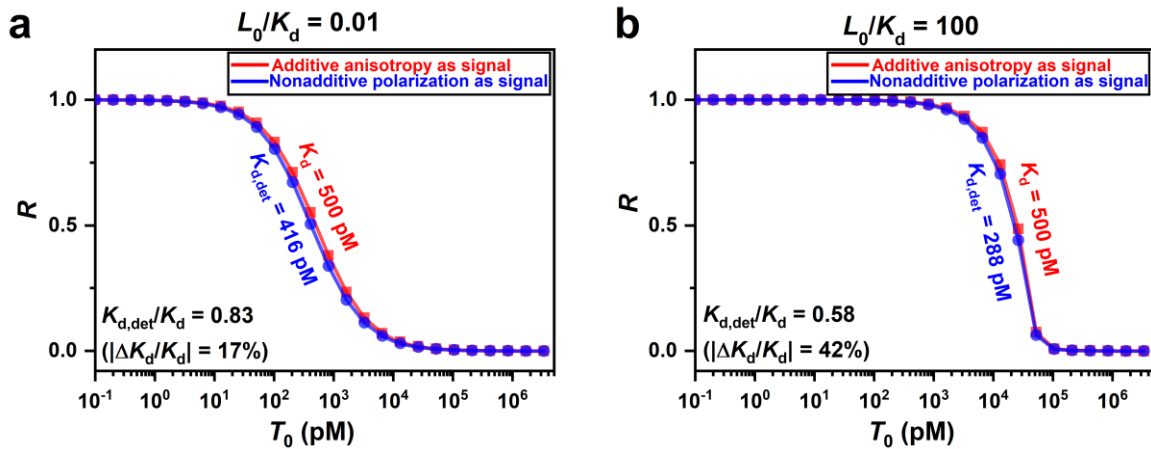 a
L0/Kd = 0.01
Additive anisotropy as signal
Nonadditive polarization as signal
1.0
0.5
0.0
R
Kd = 500 pM
Kd,det = 416 pM
Kd,det/Kd = 0.83
(|ΔKd/Kd| = 17%)
10-1 100 101 102 103 104 105 106
T0 (pM)
b
L0/Kd = 100
Additive anisotropy as signal
Nonadditive polarization as signal
1.0
0.5
0.0
R
Kd = 500 pM
Kd,det = 288 pM
Kd,det/Kd = 0.58
(|ΔKd/Kd| = 42%)
10-1 100 101 102 103 104 105 106
T0 (pM)